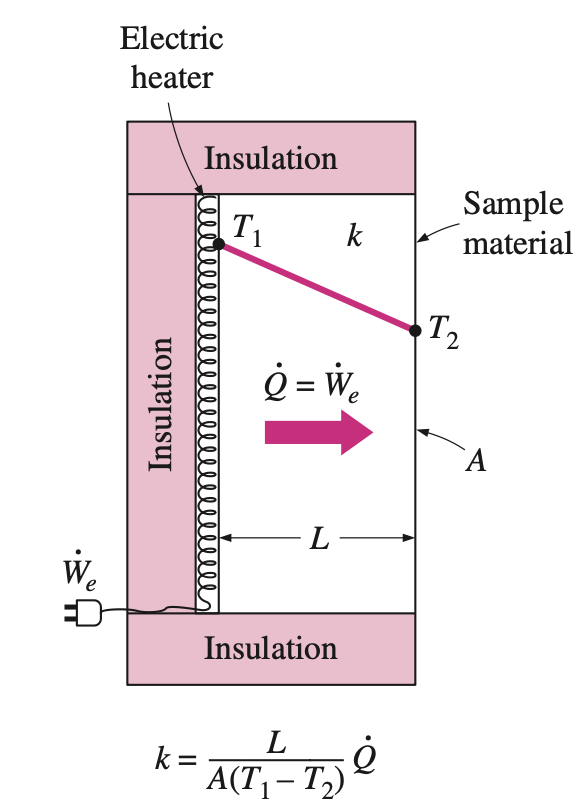 Electric
heater
Insulation
Sample
material
T₁
k
T₂
Insulation
Q̇ = Ẇₑ
A
L
Ẇₑ
Insulation
k = L / A(T₁ − T₂) Q̇